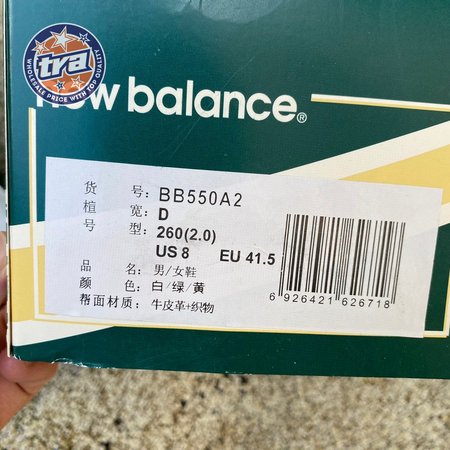 tra
WHOLESALE PRICE WITH TOP QUALITY
new balance®
货 号: BB550A2
楦 宽: D
号 型: 260(2.0)
US 8 EU 41.5
品 名: 男/女鞋
颜 色: 白/绿/黄
帮面材质: 牛皮革+织物
6 926421 626718